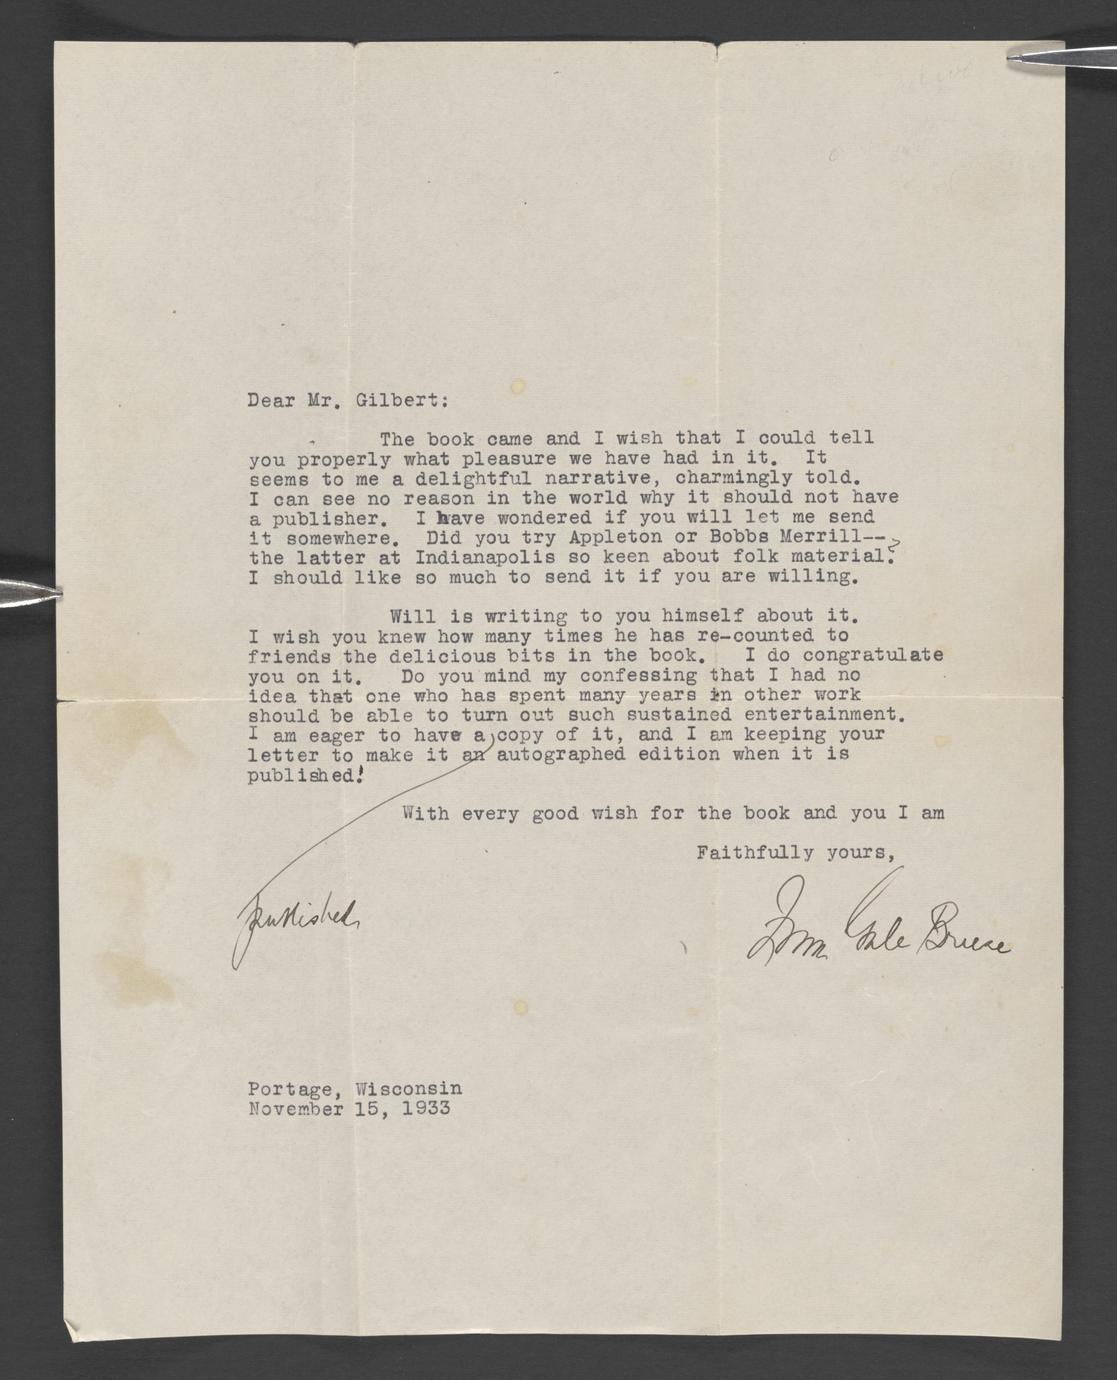 Dear Mr. Gilbert:
The book came and I wish that I could tell
you properly what pleasure we have had in it. It
seems to me a delightful narrative, charmingly told.
I can see no reason in the world why it should not have
a publisher. I have wondered if you will let me send
it somewhere. Did you try Appleton or Bobbs Merrill--
the latter at Indianapolis so keen about folk material?
I should like so much to send it if you are willing.
Will is writing to you himself about it.
I wish you knew how many times he has re-counted to
friends the delicious bits in the book. I do congratulate
you on it. Do you mind my confessing that I had no
idea that one who has spent many years in other work
should be able to turn out such sustained entertainment.
I am eager to have a copy of it, and I am keeping your
letter to make it an autographed edition when it is
published!
With every good wish for the book and you I am
Faithfully yours,
published
Zona Gale Breese
Portage, Wisconsin
November 15, 1933